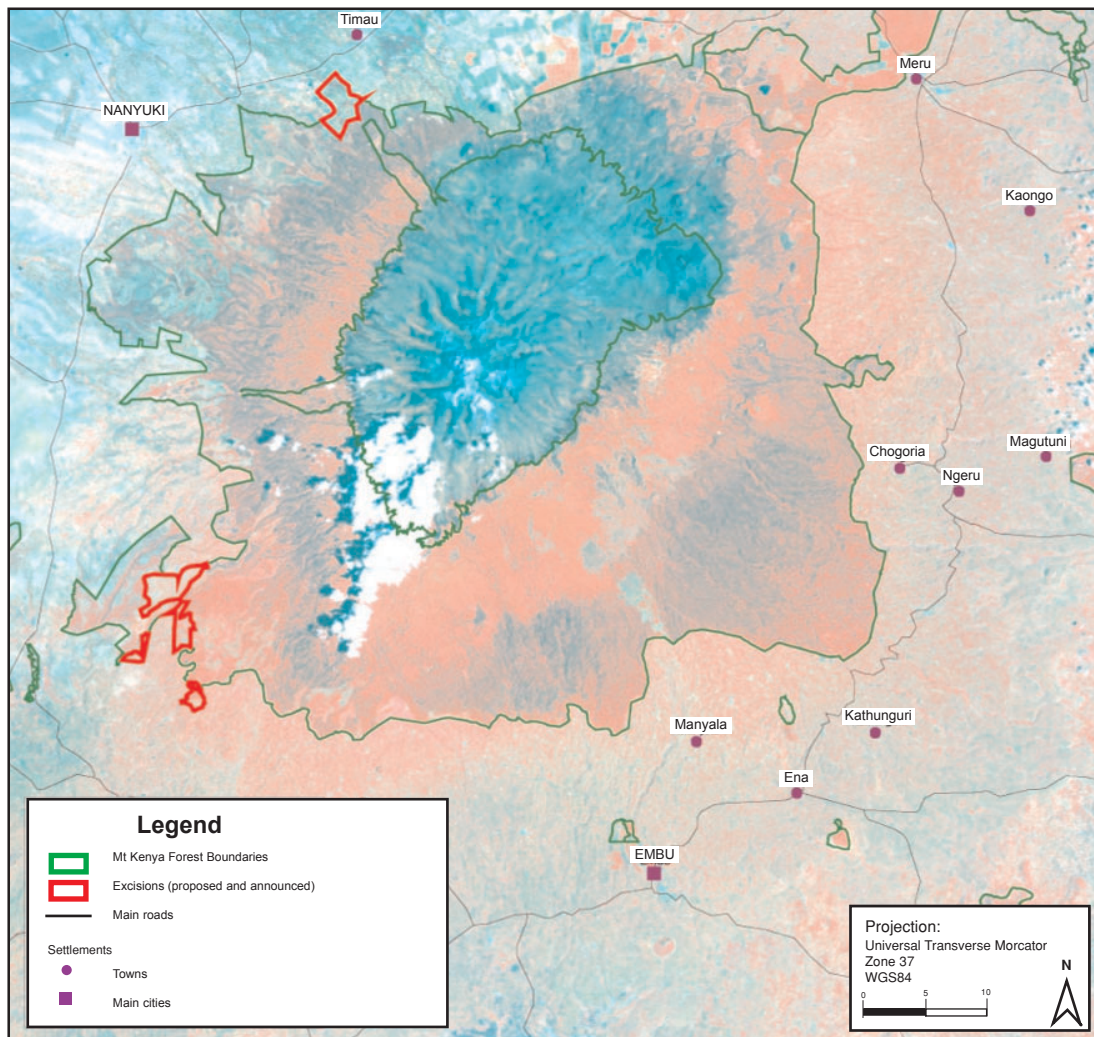 Timau
Meru
NANYUKI
Kaongo
Chogoria
Magutuni
Ngeru
Manyala
Kathunguri
Ena
EMBU
Legend
Mt Kenya Forest Boundaries
Excisions (proposed and announced)
Main roads
Settlements
Towns
Main cities
Projection:
Universal Transverse Morcator
Zone 37
WGS84
N
0 5 10